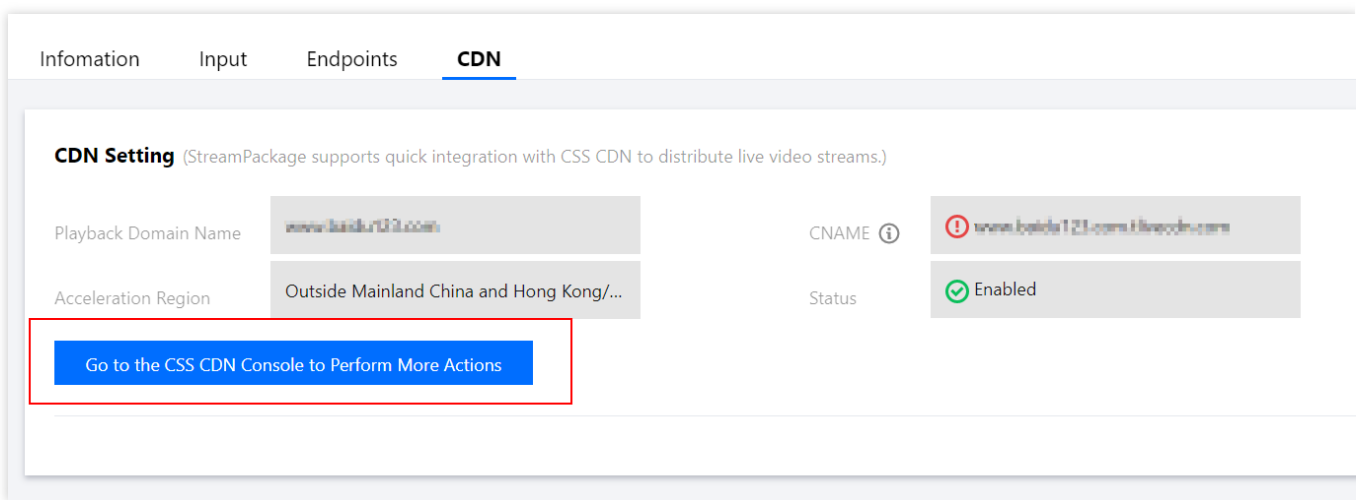 Infomation Input Endpoints CDN
CDN Setting (StreamPackage supports quick integration with CSS CDN to distribute live video streams.)
Playback Domain Name CNAME
Acceleration Region Outside Mainland China and Hong Kong/... Status Enabled
Go to the CSS CDN Console to Perform More Actions